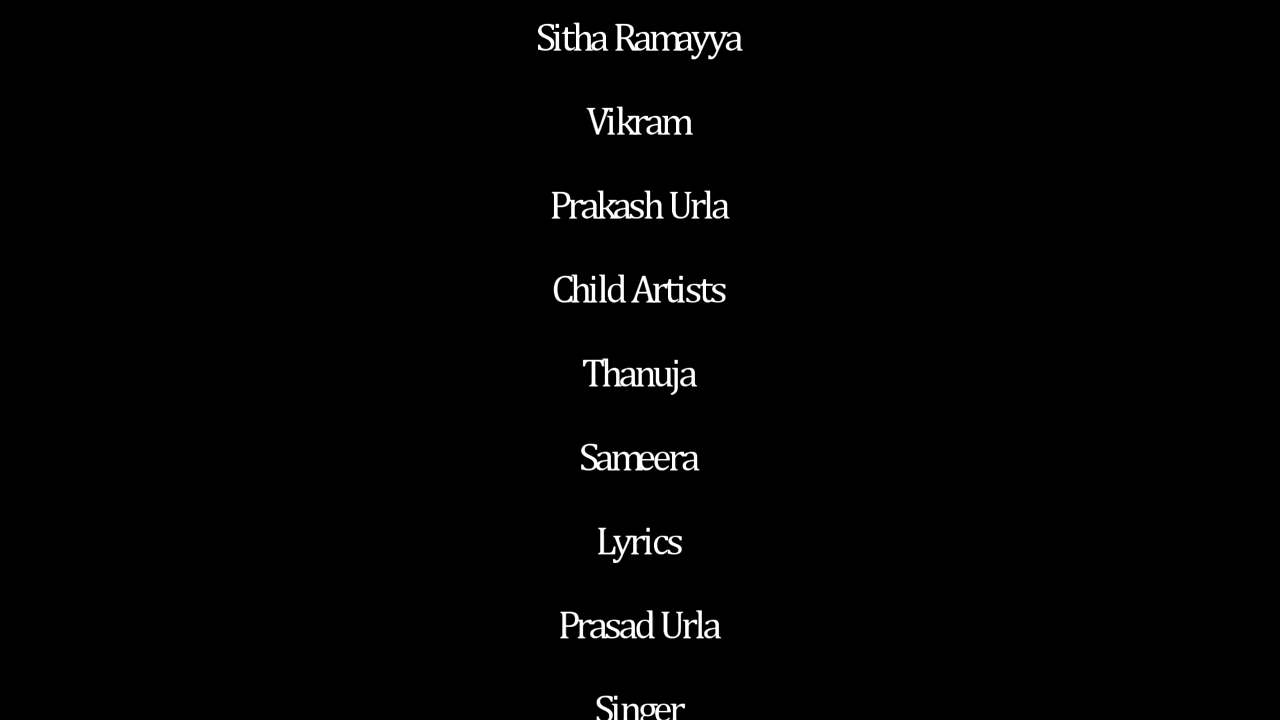 Sitha Ramayya
Vikram
Prakash Urla
Child Artists
Thanuja
Sameera
Lyrics
Prasad Urla
Singer